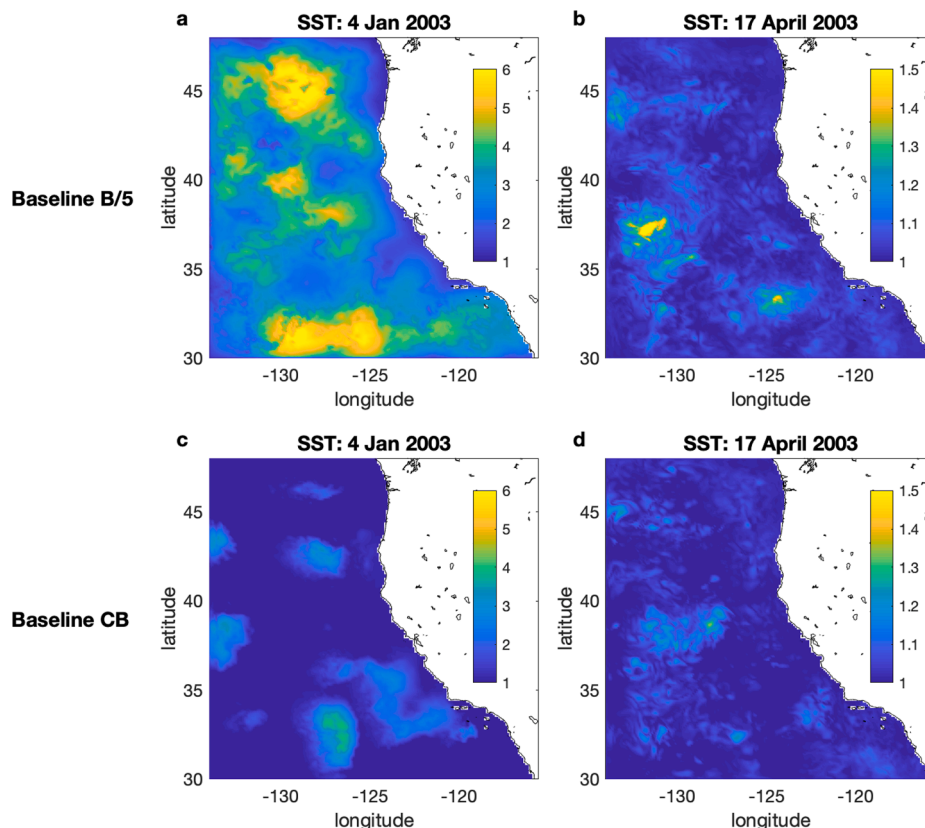 a SST: 4 Jan 2003
b SST: 17 April 2003
Baseline B/5
latitude
45
40
35
30
6
5
4
3
2
1
-130 -125 -120
longitude
latitude
45
40
35
30
1.5
1.4
1.3
1.2
1.1
1
-130 -125 -120
longitude
c SST: 4 Jan 2003
d SST: 17 April 2003
Baseline CB
latitude
45
40
35
30
6
5
4
3
2
1
-130 -125 -120
longitude
latitude
45
40
35
30
1.5
1.4
1.3
1.2
1.1
1
-130 -125 -120
longitude